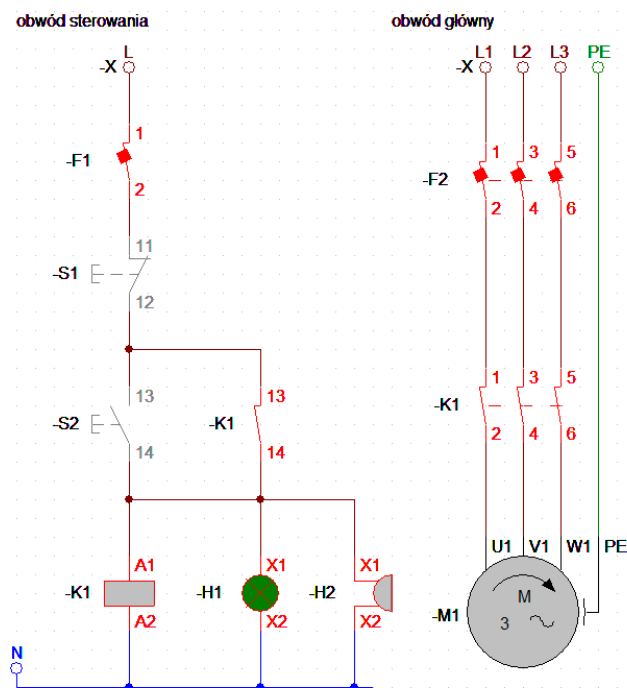 obwód sterowania
obwód główny
L
-X
L1 L2 L3 PE
-X
1
-F1
2
1 3 5
-F2
2 4 6
11
-S1
12
13
-S2
14
13
-K1
14
1 3 5
-K1
2 4 6
A1
-K1
A2
X1
-H1
X2
X1
-H2
X2
U1 V1 W1 PE
M
-M1
3
N